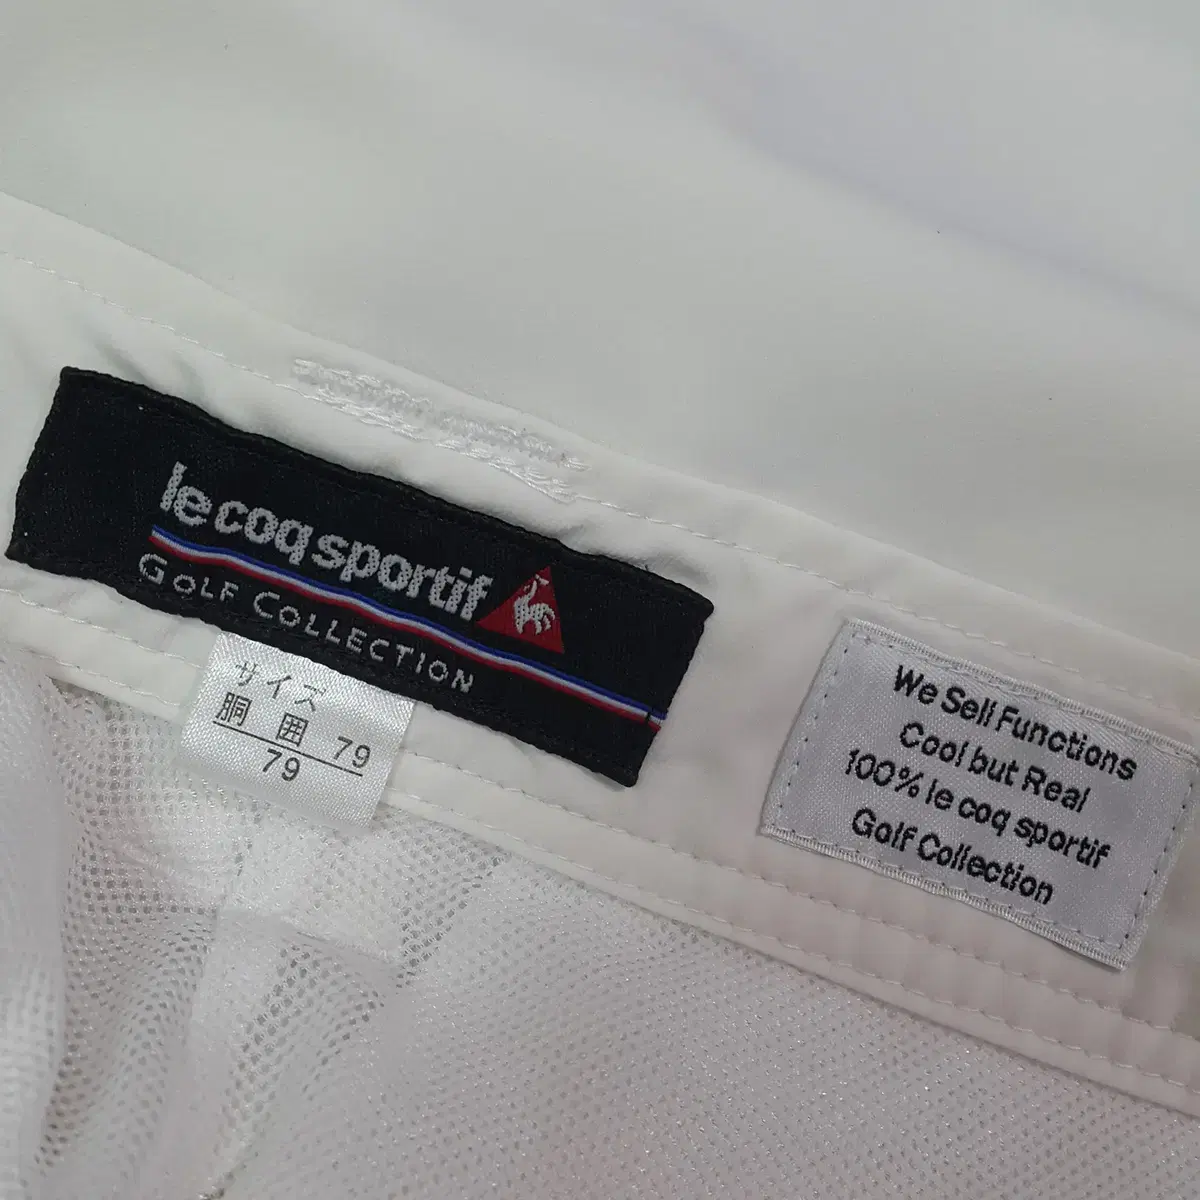 le coq sportif
GOLF COLLECTION
サイズ
胴 囲 79
79
We Sell Functions
Cool but Real
100% le coq sportif
Golf Collection